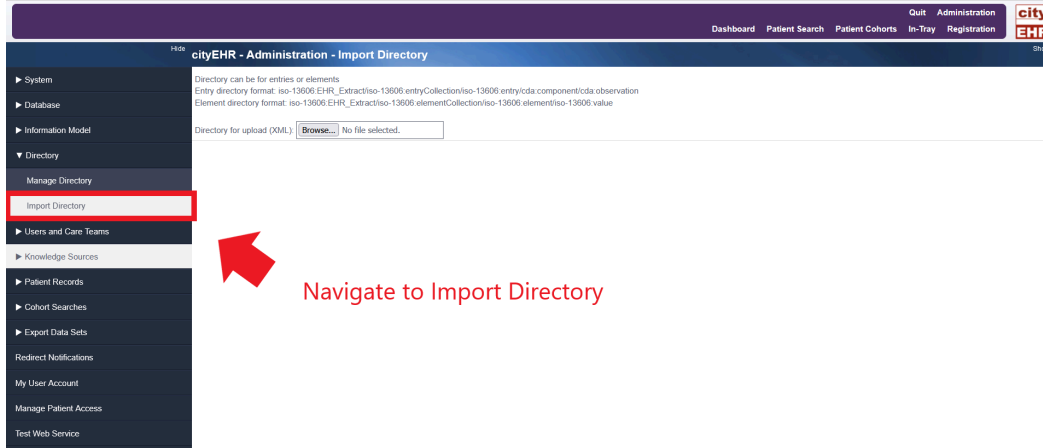 Quit Administration
Dashboard Patient Search Patient Cohorts In-Tray Registration
city
EHR
Hide
cityEHR - Administration - Import Directory
▶ System
▶ Database
▶ Information Model
▼ Directory
Manage Directory
Import Directory
▶ Users and Care Teams
▶ Knowledge Sources
▶ Patient Records
▶ Cohort Searches
▶ Export Data Sets
Redirect Notifications
My User Account
Manage Patient Access
Test Web Service
Directory can be for entries or elements
Entry directory format: iso-13606:EHR_Extract/iso-13606:entryCollection/iso-13606:entry/cda:component/cda:observation
Element directory format: iso-13606:EHR_Extract/iso-13606:elementCollection/iso-13606:element/iso-13606:value
Directory for upload (XML): Browse... No file selected.
Navigate to Import Directory